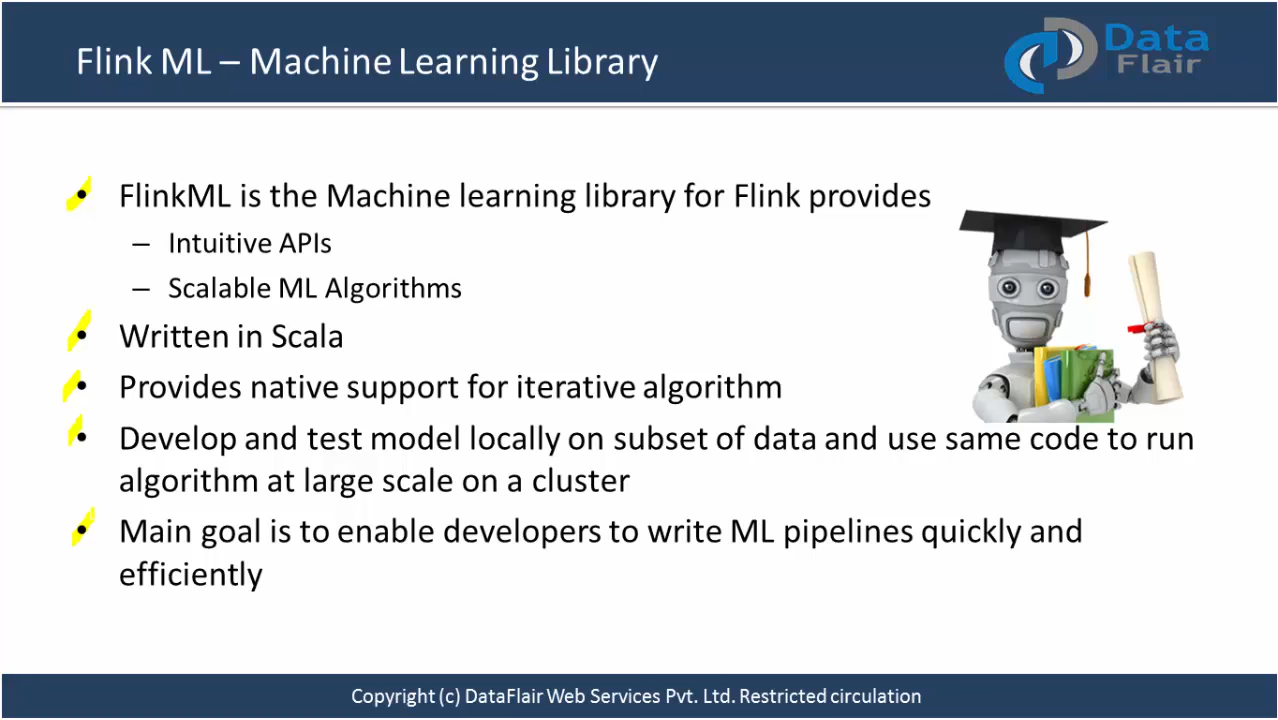 Flink ML – Machine Learning Library
Data
Flair
• FlinkML is the Machine learning library for Flink provides
– Intuitive APIs
– Scalable ML Algorithms
• Written in Scala
• Provides native support for iterative algorithm
• Develop and test model locally on subset of data and use same code to run
algorithm at large scale on a cluster
• Main goal is to enable developers to write ML pipelines quickly and
efficiently
Copyright (c) DataFlair Web Services Pvt. Ltd. Restricted circulation